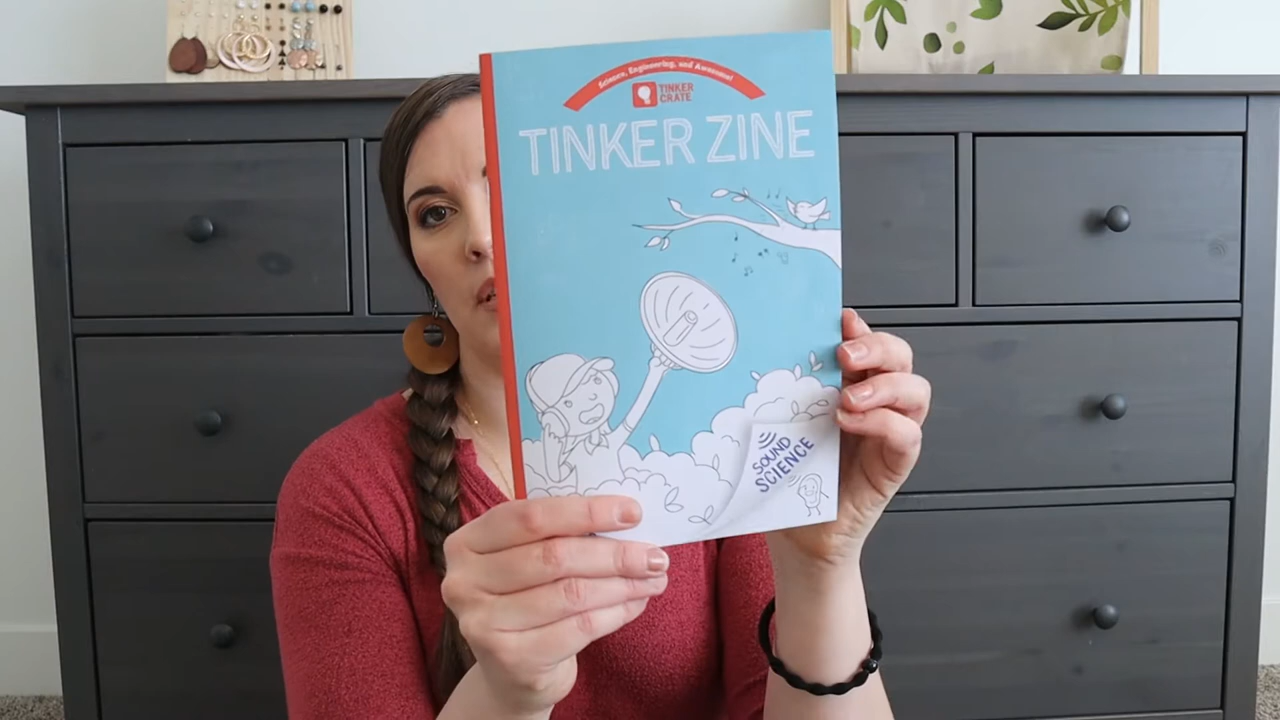 Science, Engineering, and Awesome!
TINKER
CRATE
TINKER ZINE
SOUND
SCIENCE